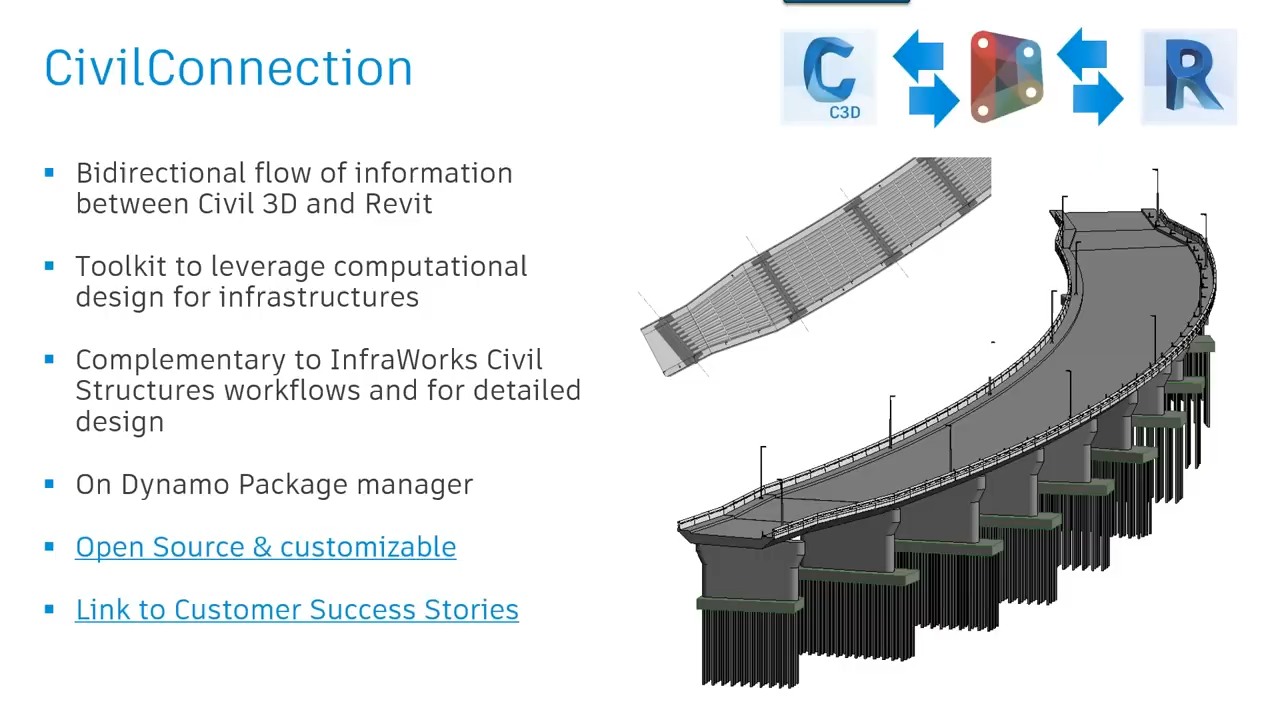 CivilConnection
C3D
Bidirectional flow of information
between Civil 3D and Revit
Toolkit to leverage computational
design for infrastructures
Complementary to InfraWorks Civil
Structures workflows and for detailed
design
On Dynamo Package manager
Open Source & customizable
Link to Customer Success Stories